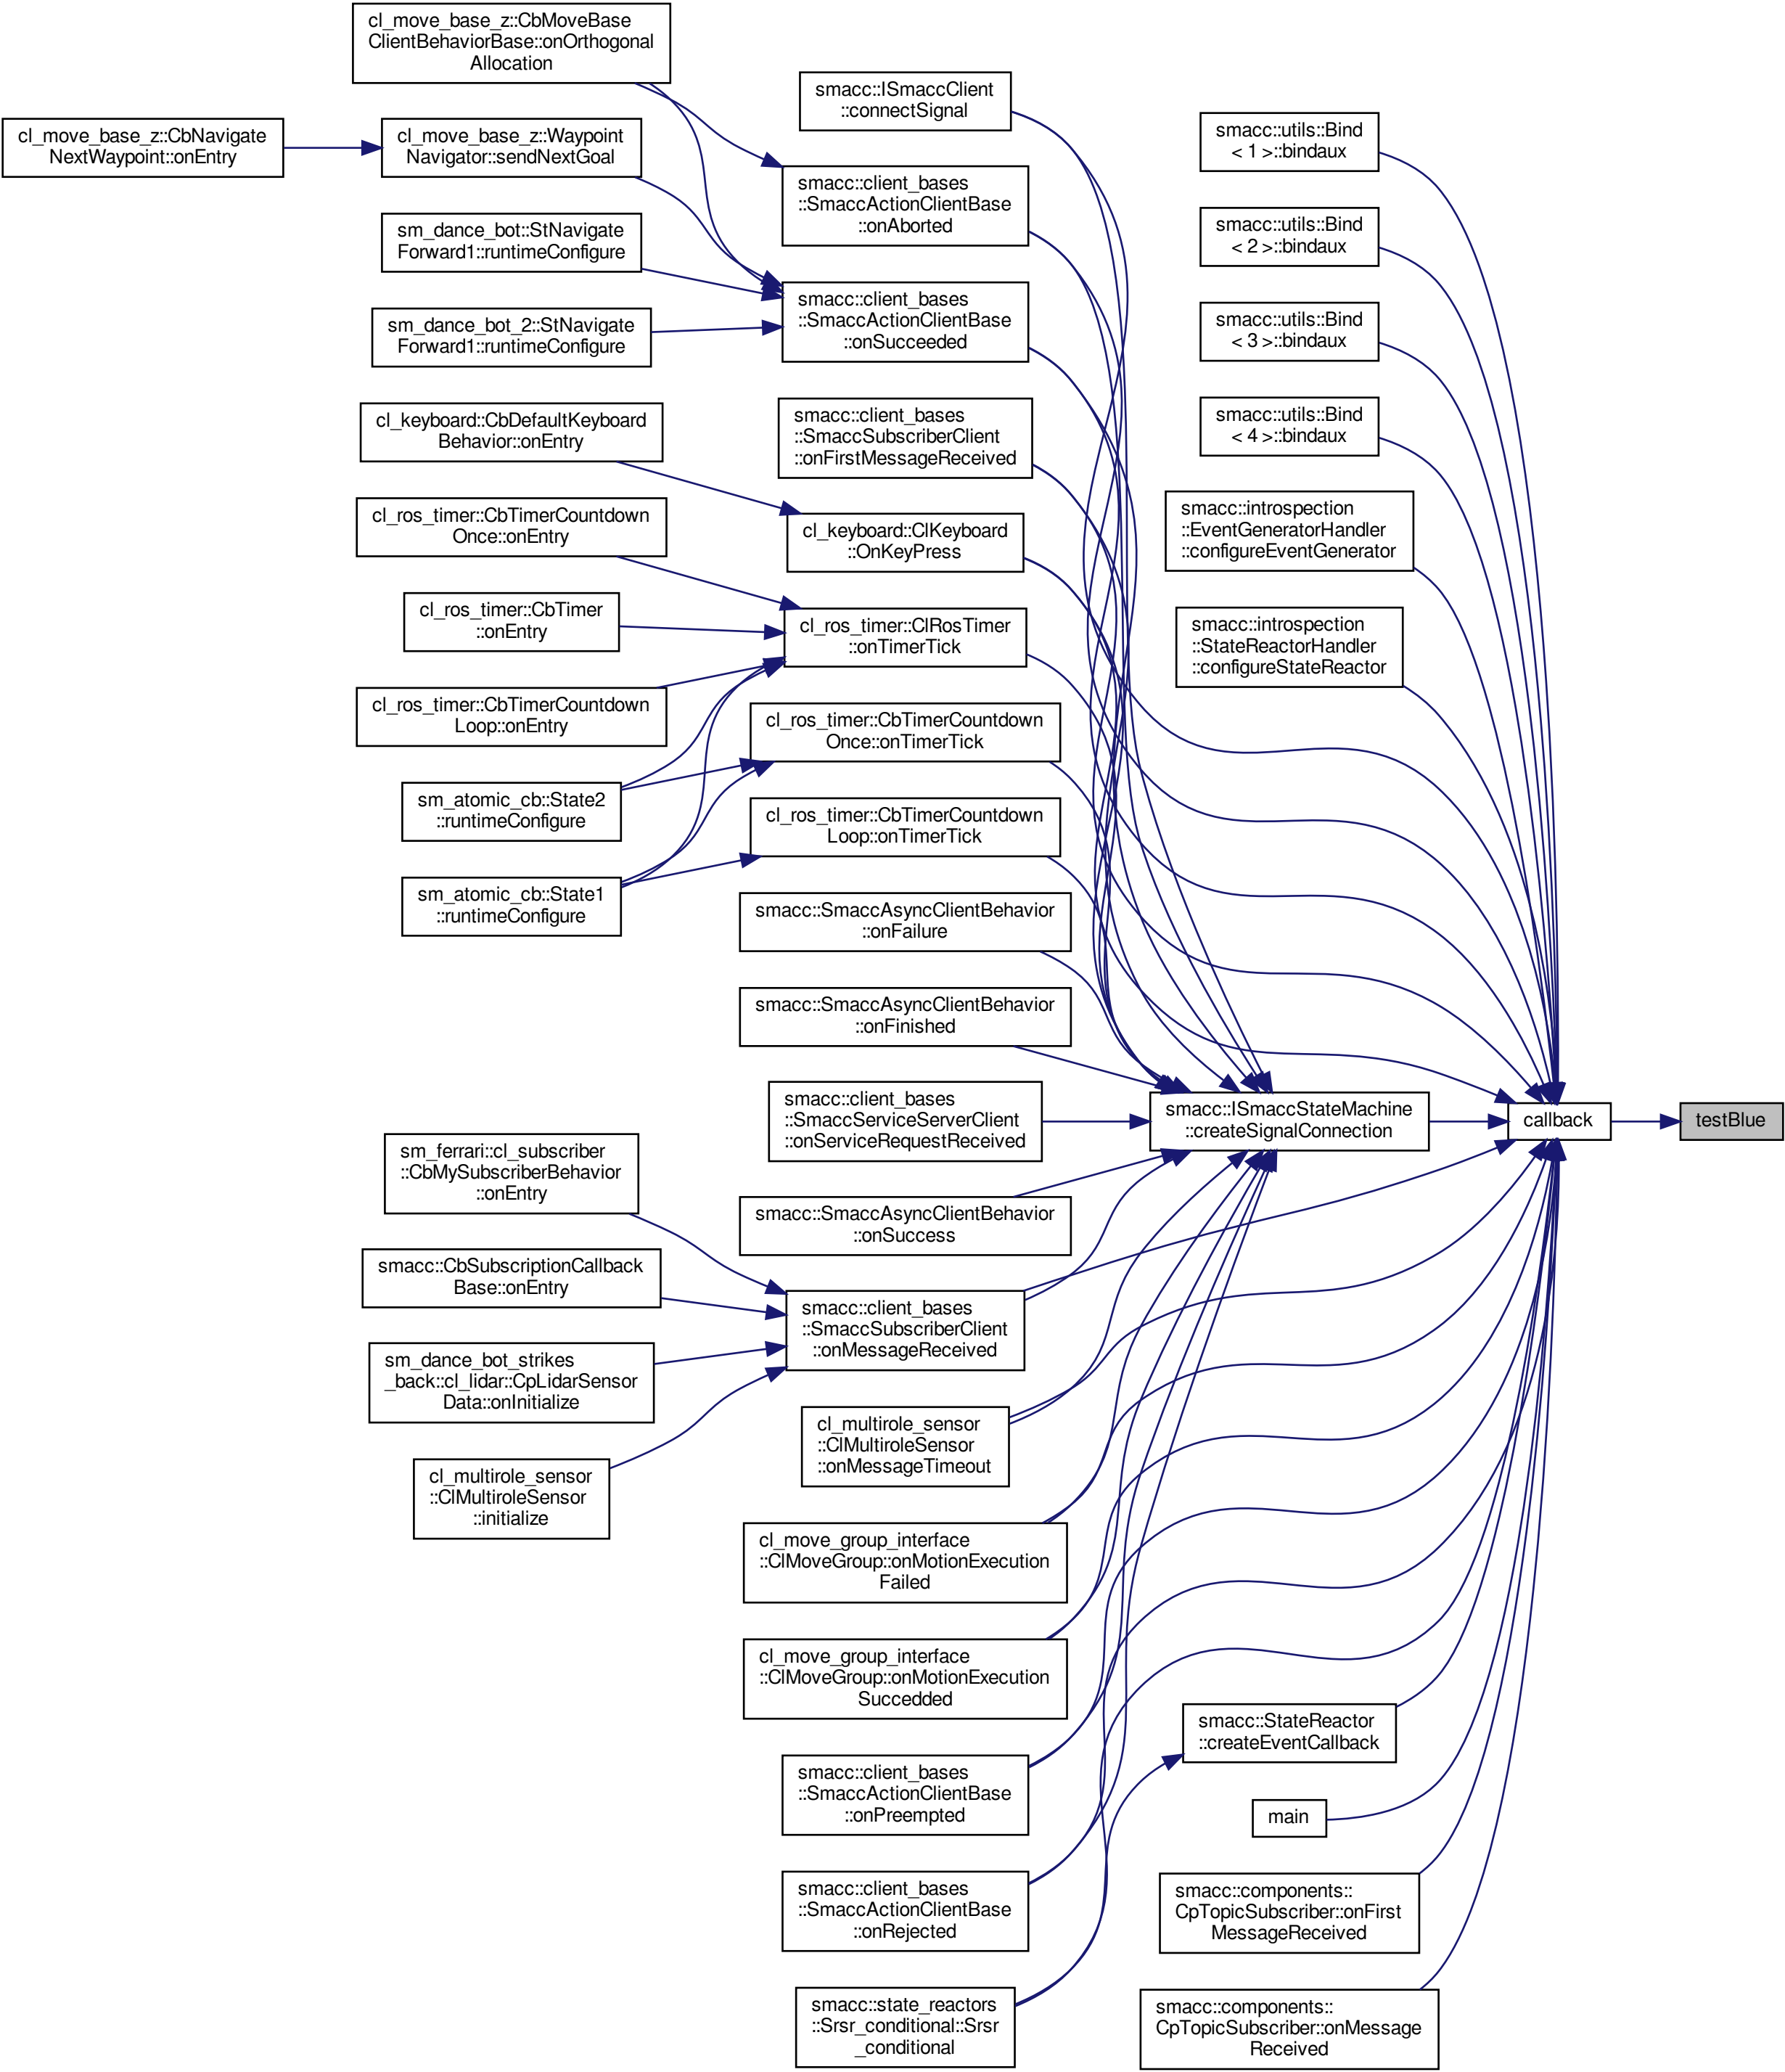 cl_move_base_z::CbMoveBase
ClientBehaviorBase::onOrthogonal
Allocation
cl_move_base_z::CbNavigate
NextWaypoint::onEntry
cl_move_base_z::Waypoint
Navigator::sendNextGoal
sm_dance_bot::StNavigate
Forward1::runtimeConfigure
sm_dance_bot_2::StNavigate
Forward1::runtimeConfigure
cl_keyboard::CbDefaultKeyboard
Behavior::onEntry
cl_ros_timer::CbTimerCountdown
Once::onEntry
cl_ros_timer::CbTimer
::onEntry
cl_ros_timer::CbTimerCountdown
Loop::onEntry
sm_atomic_cb::State2
::runtimeConfigure
sm_atomic_cb::State1
::runtimeConfigure
sm_ferrari::cl_subscriber
::CbMySubscriberBehavior
::onEntry
smacc::CbSubscriptionCallback
Base::onEntry
sm_dance_bot_strikes
_back::cl_lidar::CpLidarSensor
Data::onInitialize
cl_multirole_sensor
::ClMultiroleSensor
::initialize
smacc::ISmaccClient
::connectSignal
smacc::client_bases
::SmaccActionClientBase
::onAborted
smacc::client_bases
::SmaccActionClientBase
::onSucceeded
smacc::client_bases
::SmaccSubscriberClient
::onFirstMessageReceived
cl_keyboard::ClKeyboard
::OnKeyPress
cl_ros_timer::ClRosTimer
::onTimerTick
cl_ros_timer::CbTimerCountdown
Once::onTimerTick
cl_ros_timer::CbTimerCountdown
Loop::onTimerTick
smacc::SmaccAsyncClientBehavior
::onFailure
smacc::SmaccAsyncClientBehavior
::onFinished
smacc::client_bases
::SmaccServiceServerClient
::onServiceRequestReceived
smacc::SmaccAsyncClientBehavior
::onSuccess
smacc::client_bases
::SmaccSubscriberClient
::onMessageReceived
cl_multirole_sensor
::ClMultiroleSensor
::onMessageTimeout
cl_move_group_interface
::ClMoveGroup::onMotionExecution
Failed
cl_move_group_interface
::ClMoveGroup::onMotionExecution
Succedded
smacc::client_bases
::SmaccActionClientBase
::onPreempted
smacc::client_bases
::SmaccActionClientBase
::onRejected
smacc::state_reactors
::Srsr_conditional::Srsr
_conditional
smacc::utils::Bind
< 1 >::bindaux
smacc::utils::Bind
< 2 >::bindaux
smacc::utils::Bind
< 3 >::bindaux
smacc::utils::Bind
< 4 >::bindaux
smacc::introspection
::EventGeneratorHandler
::configureEventGenerator
smacc::introspection
::StateReactorHandler
::configureStateReactor
smacc::ISmaccStateMachine
::createSignalConnection
smacc::StateReactor
::createEventCallback
main
smacc::components::
CpTopicSubscriber::onFirst
MessageReceived
smacc::components::
CpTopicSubscriber::onMessage
Received
callback
testBlue